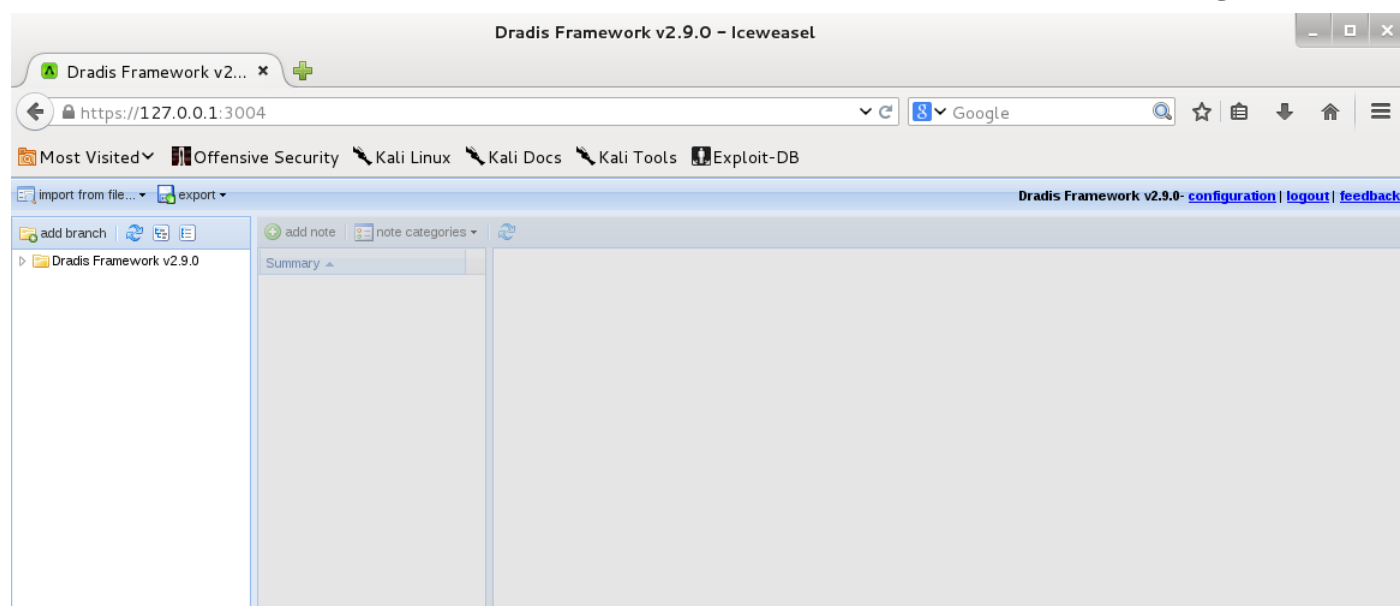 Dradis Framework v2.9.0 - Iceweasel
Dradis Framework v2...
https://127.0.0.1:3004
Google
Most Visited Offensive Security Kali Linux Kali Docs Kali Tools Exploit-DB
import from file... export Dradis Framework v2.9.0- configuration | logout | feedback
add branch add note note categories
Dradis Framework v2.9.0 Summary